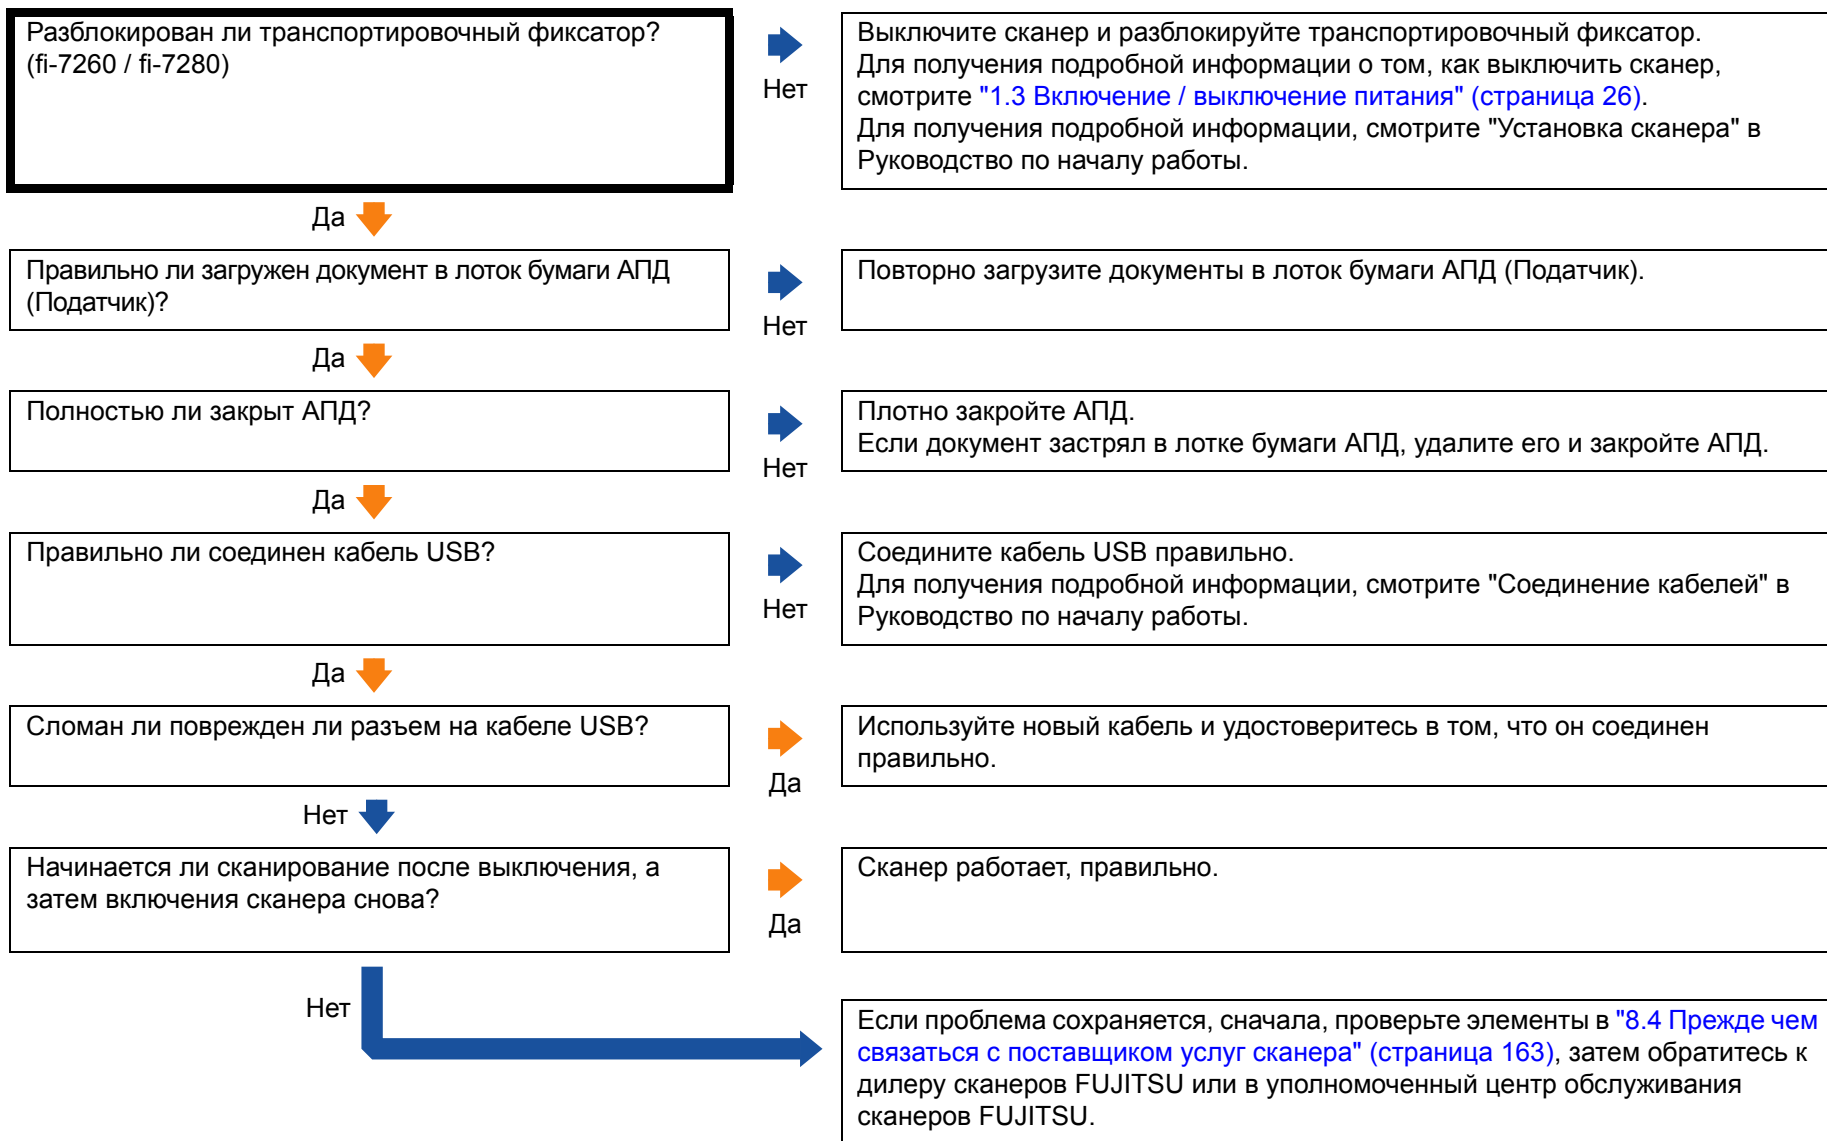 Разблокирован ли транспортировочный фиксатор?
(fi-7260 / fi-7280)
Нет
Выключите сканер и разблокируйте транспортировочный фиксатор.
Для получения подробной информации о том, как выключить сканер,
смотрите "1.3 Включение / выключение питания" (страница 26).
Для получения подробной информации, смотрите "Установка сканера" в
Руководство по началу работы.
Да
Правильно ли загружен документ в лоток бумаги АПД
(Податчик)?
Нет
Повторно загрузите документы в лоток бумаги АПД (Податчик).
Да
Полностью ли закрыт АПД?
Нет
Плотно закройте АПД.
Если документ застрял в лотке бумаги АПД, удалите его и закройте АПД.
Да
Правильно ли соединен кабель USB?
Нет
Соедините кабель USB правильно.
Для получения подробной информации, смотрите "Соединение кабелей" в
Руководство по началу работы.
Да
Сломан ли поврежден ли разъем на кабеле USB?
Да
Используйте новый кабель и удостоверитесь в том, что он соединен
правильно.
Нет
Начинается ли сканирование после выключения, а
затем включения сканера снова?
Да
Сканер работает, правильно.
Нет
Если проблема сохраняется, сначала, проверьте элементы в "8.4 Прежде чем
связаться с поставщиком услуг сканера" (страница 163), затем обратитесь к
дилеру сканеров FUJITSU или в уполномоченный центр обслуживания
сканеров FUJITSU.